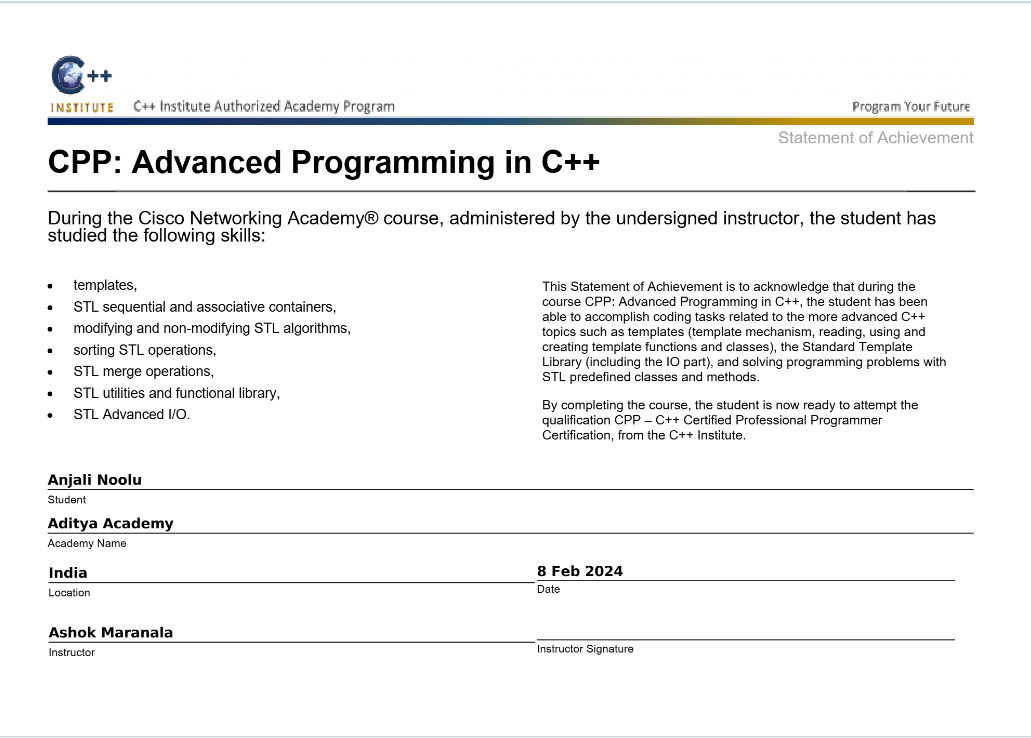 C++
INSTITUTE
C++ Institute Authorized Academy Program
Program Your Future
Statement of Achievement
CPP: Advanced Programming in C++
During the Cisco Networking Academy® course, administered by the undersigned instructor, the student has
studied the following skills:
• templates,
• STL sequential and associative containers,
• modifying and non-modifying STL algorithms,
• sorting STL operations,
• STL merge operations,
• STL utilities and functional library,
• STL Advanced I/O.
This Statement of Achievement is to acknowledge that during the
course CPP: Advanced Programming in C++, the student has been
able to accomplish coding tasks related to the more advanced C++
topics such as templates (template mechanism, reading, using and
creating template functions and classes), the Standard Template
Library (including the IO part), and solving programming problems with
STL predefined classes and methods.
By completing the course, the student is now ready to attempt the
qualification CPP – C++ Certified Professional Programmer
Certification, from the C++ Institute.
Anjali Noolu
Student
Aditya Academy
Academy Name
India
Location
8 Feb 2024
Date
Ashok Maranala
Instructor
Instructor Signature